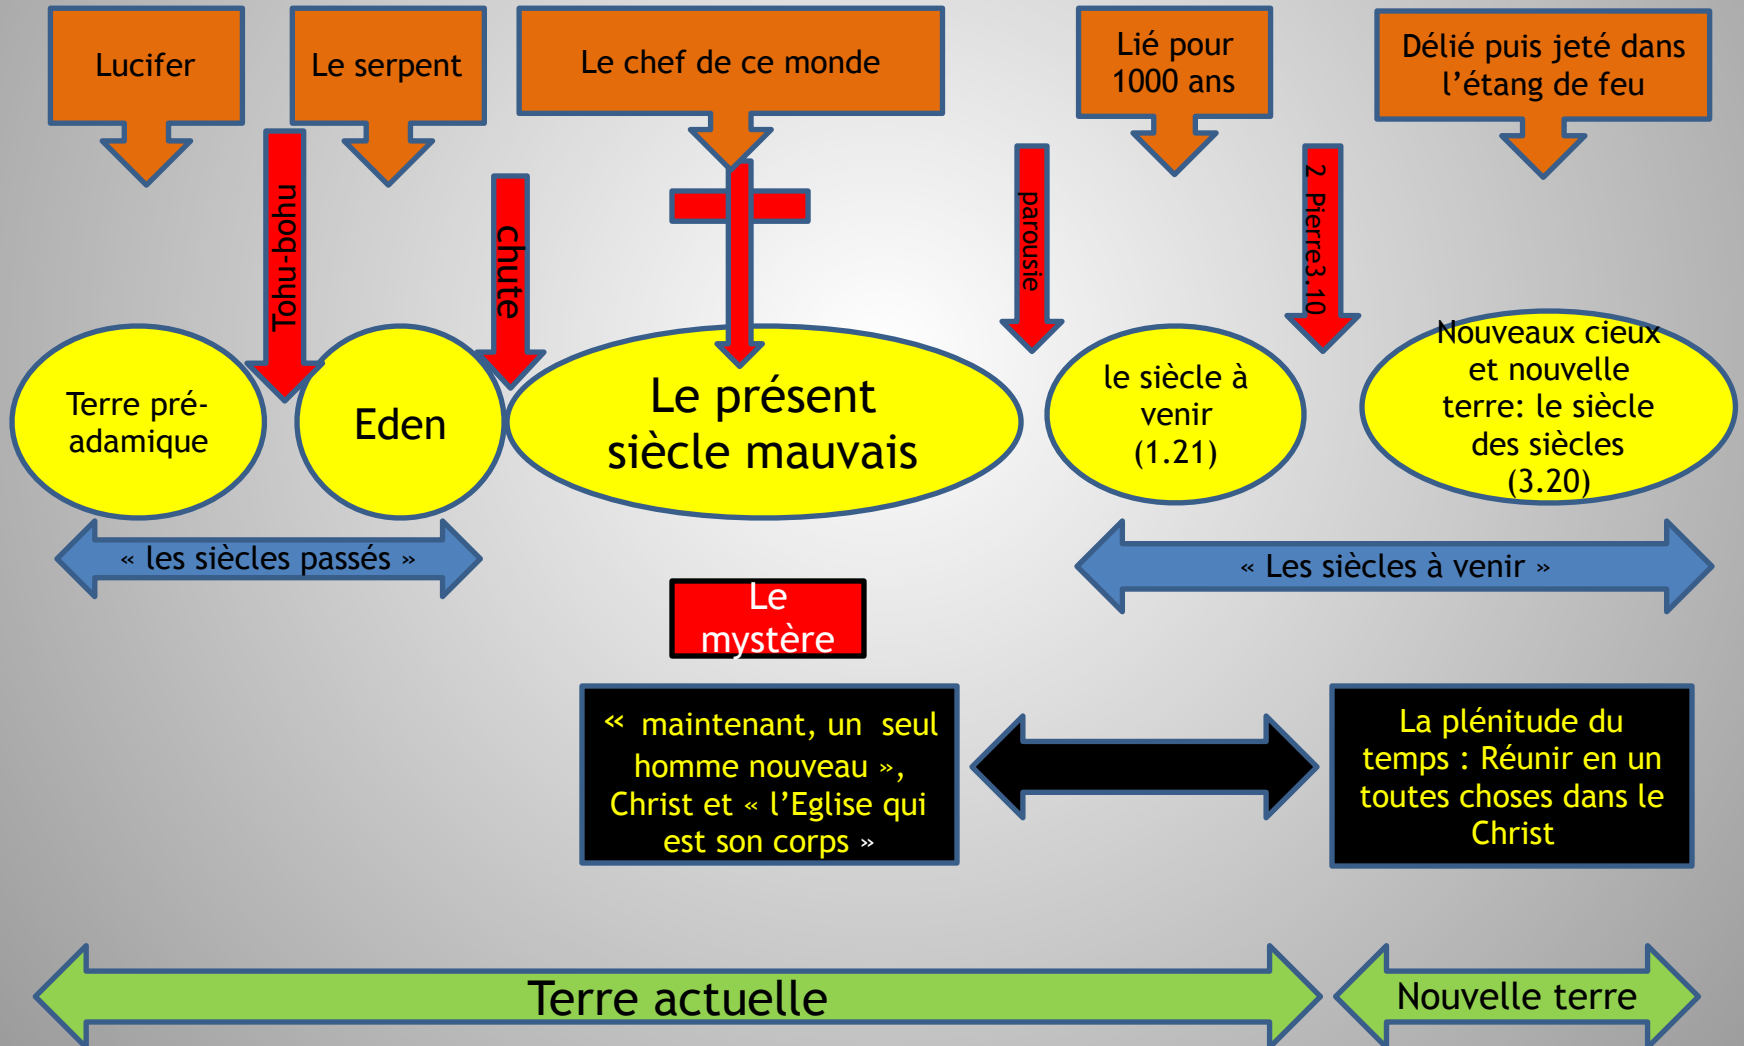 Lucifer
Le serpent
Le chef de ce monde
Lié pour
1000 ans
Délié puis jeté dans
l’étang de feu
Tohu-bohu
chute
parousie
2 Pierre3.10
Terre pré-
adamique
Eden
Le présent
siècle mauvais
le siècle à
venir
(1.21)
Nouveaux cieux
et nouvelle
terre: le siècle
des siècles
(3.20)
« les siècles passés »
« Les siècles à venir »
Le
mystère
« maintenant, un seul
homme nouveau »,
Christ et « l’Eglise qui
est son corps »
La plénitude du
temps : Réunir en un
toutes choses dans le
Christ
Terre actuelle
Nouvelle terre